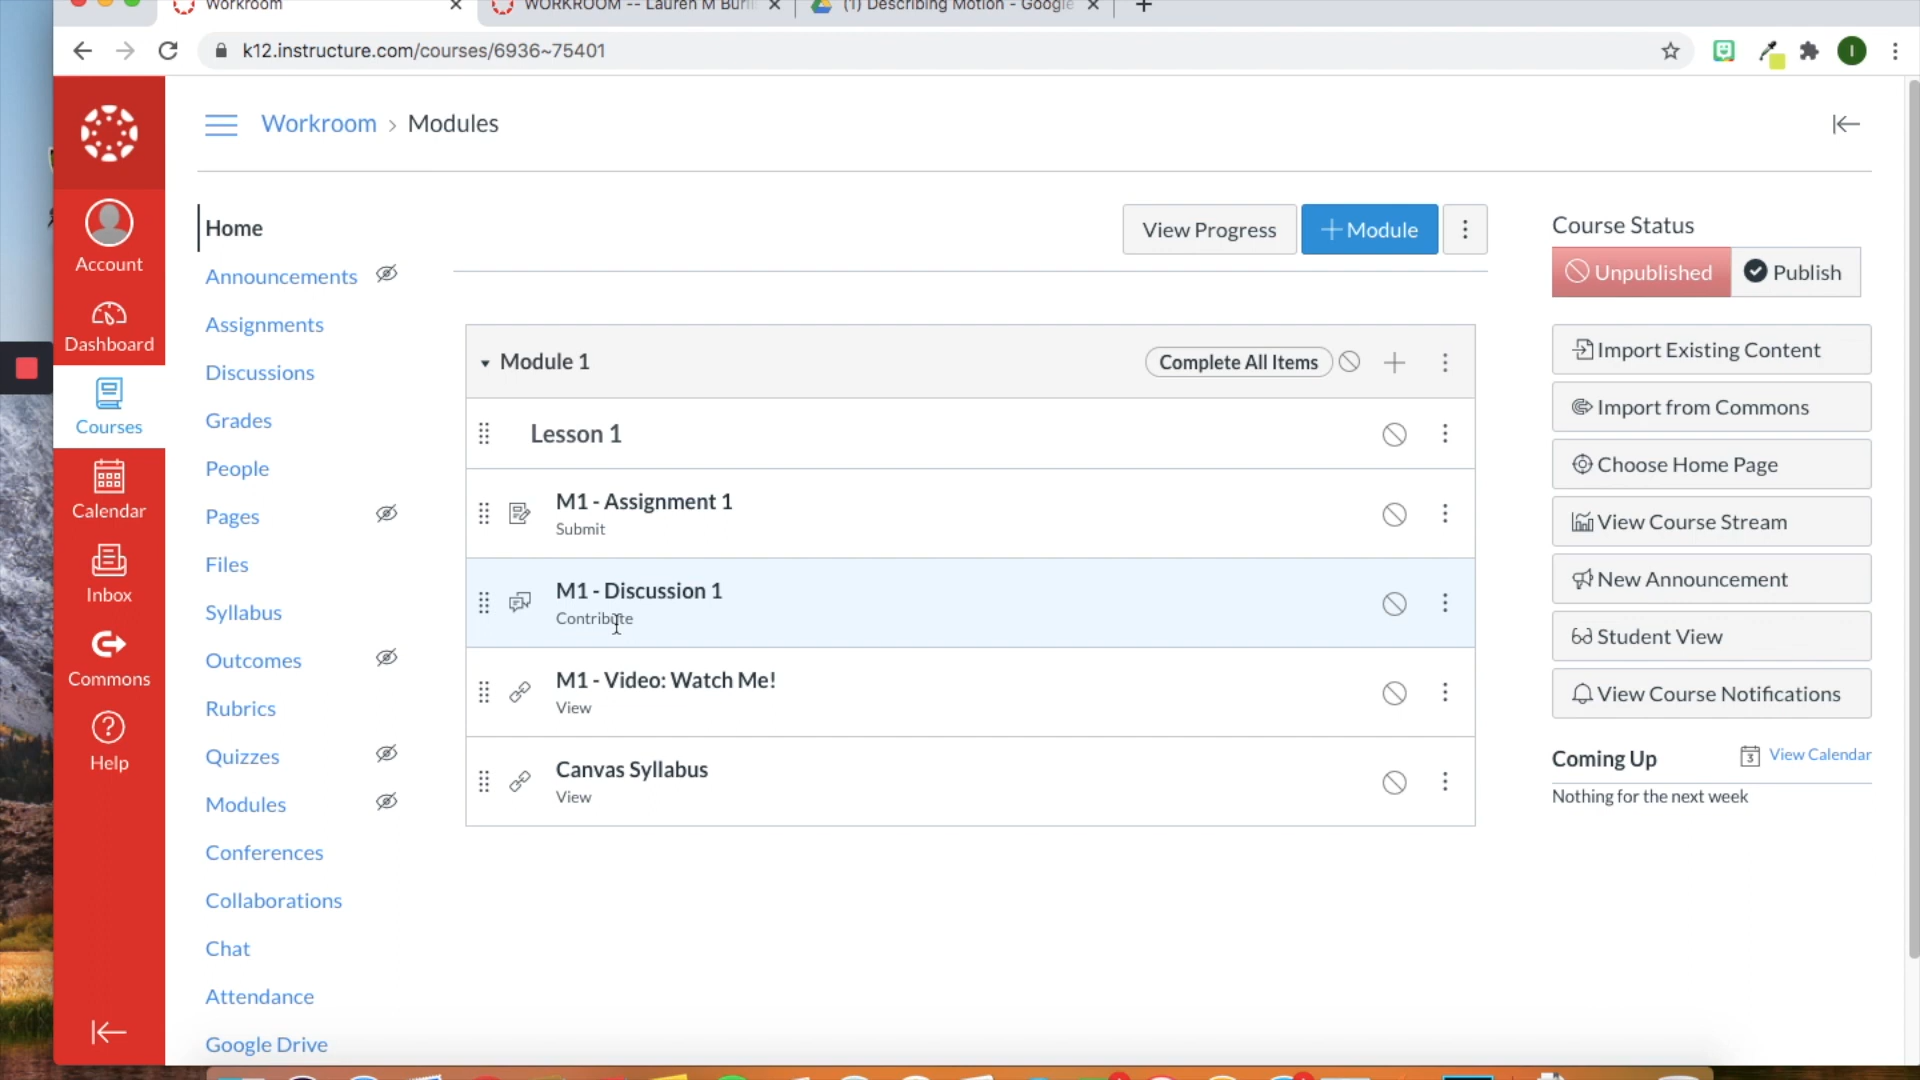 Workroom
WORKROOM -- Lauren M Burli
(1) Describing Motion - Google
k12.instructure.com/courses/6936~75401
I
Workroom > Modules
Account
Dashboard
Courses
Calendar
Inbox
Commons
Help
Home
Announcements
Assignments
Discussions
Grades
People
Pages
Files
Syllabus
Outcomes
Rubrics
Quizzes
Modules
Conferences
Collaborations
Chat
Attendance
Google Drive
View Progress
+ Module
Module 1
Complete All Items
Lesson 1
M1 - Assignment 1
Submit
M1 - Discussion 1
Contribute
M1 - Video: Watch Me!
View
Canvas Syllabus
View
Course Status
Unpublished
Publish
Import Existing Content
Import from Commons
Choose Home Page
View Course Stream
New Announcement
Student View
View Course Notifications
Coming Up
3 View Calendar
Nothing for the next week